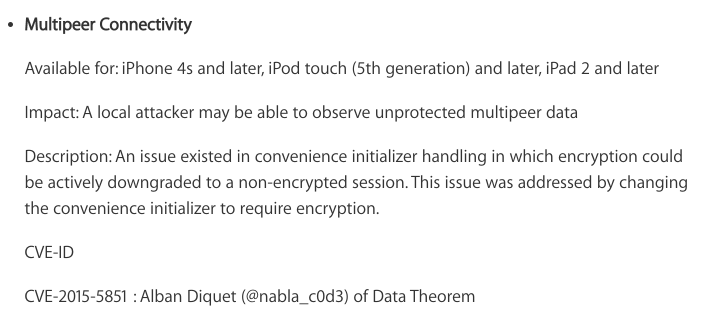 • Multipeer Connectivity
Available for: iPhone 4s and later, iPod touch (5th generation) and later, iPad 2 and later
Impact: A local attacker may be able to observe unprotected multipeer data
Description: An issue existed in convenience initializer handling in which encryption could
be actively downgraded to a non-encrypted session. This issue was addressed by changing
the convenience initializer to require encryption.
CVE-ID
CVE-2015-5851 : Alban Diquet (@nabla_c0d3) of Data Theorem